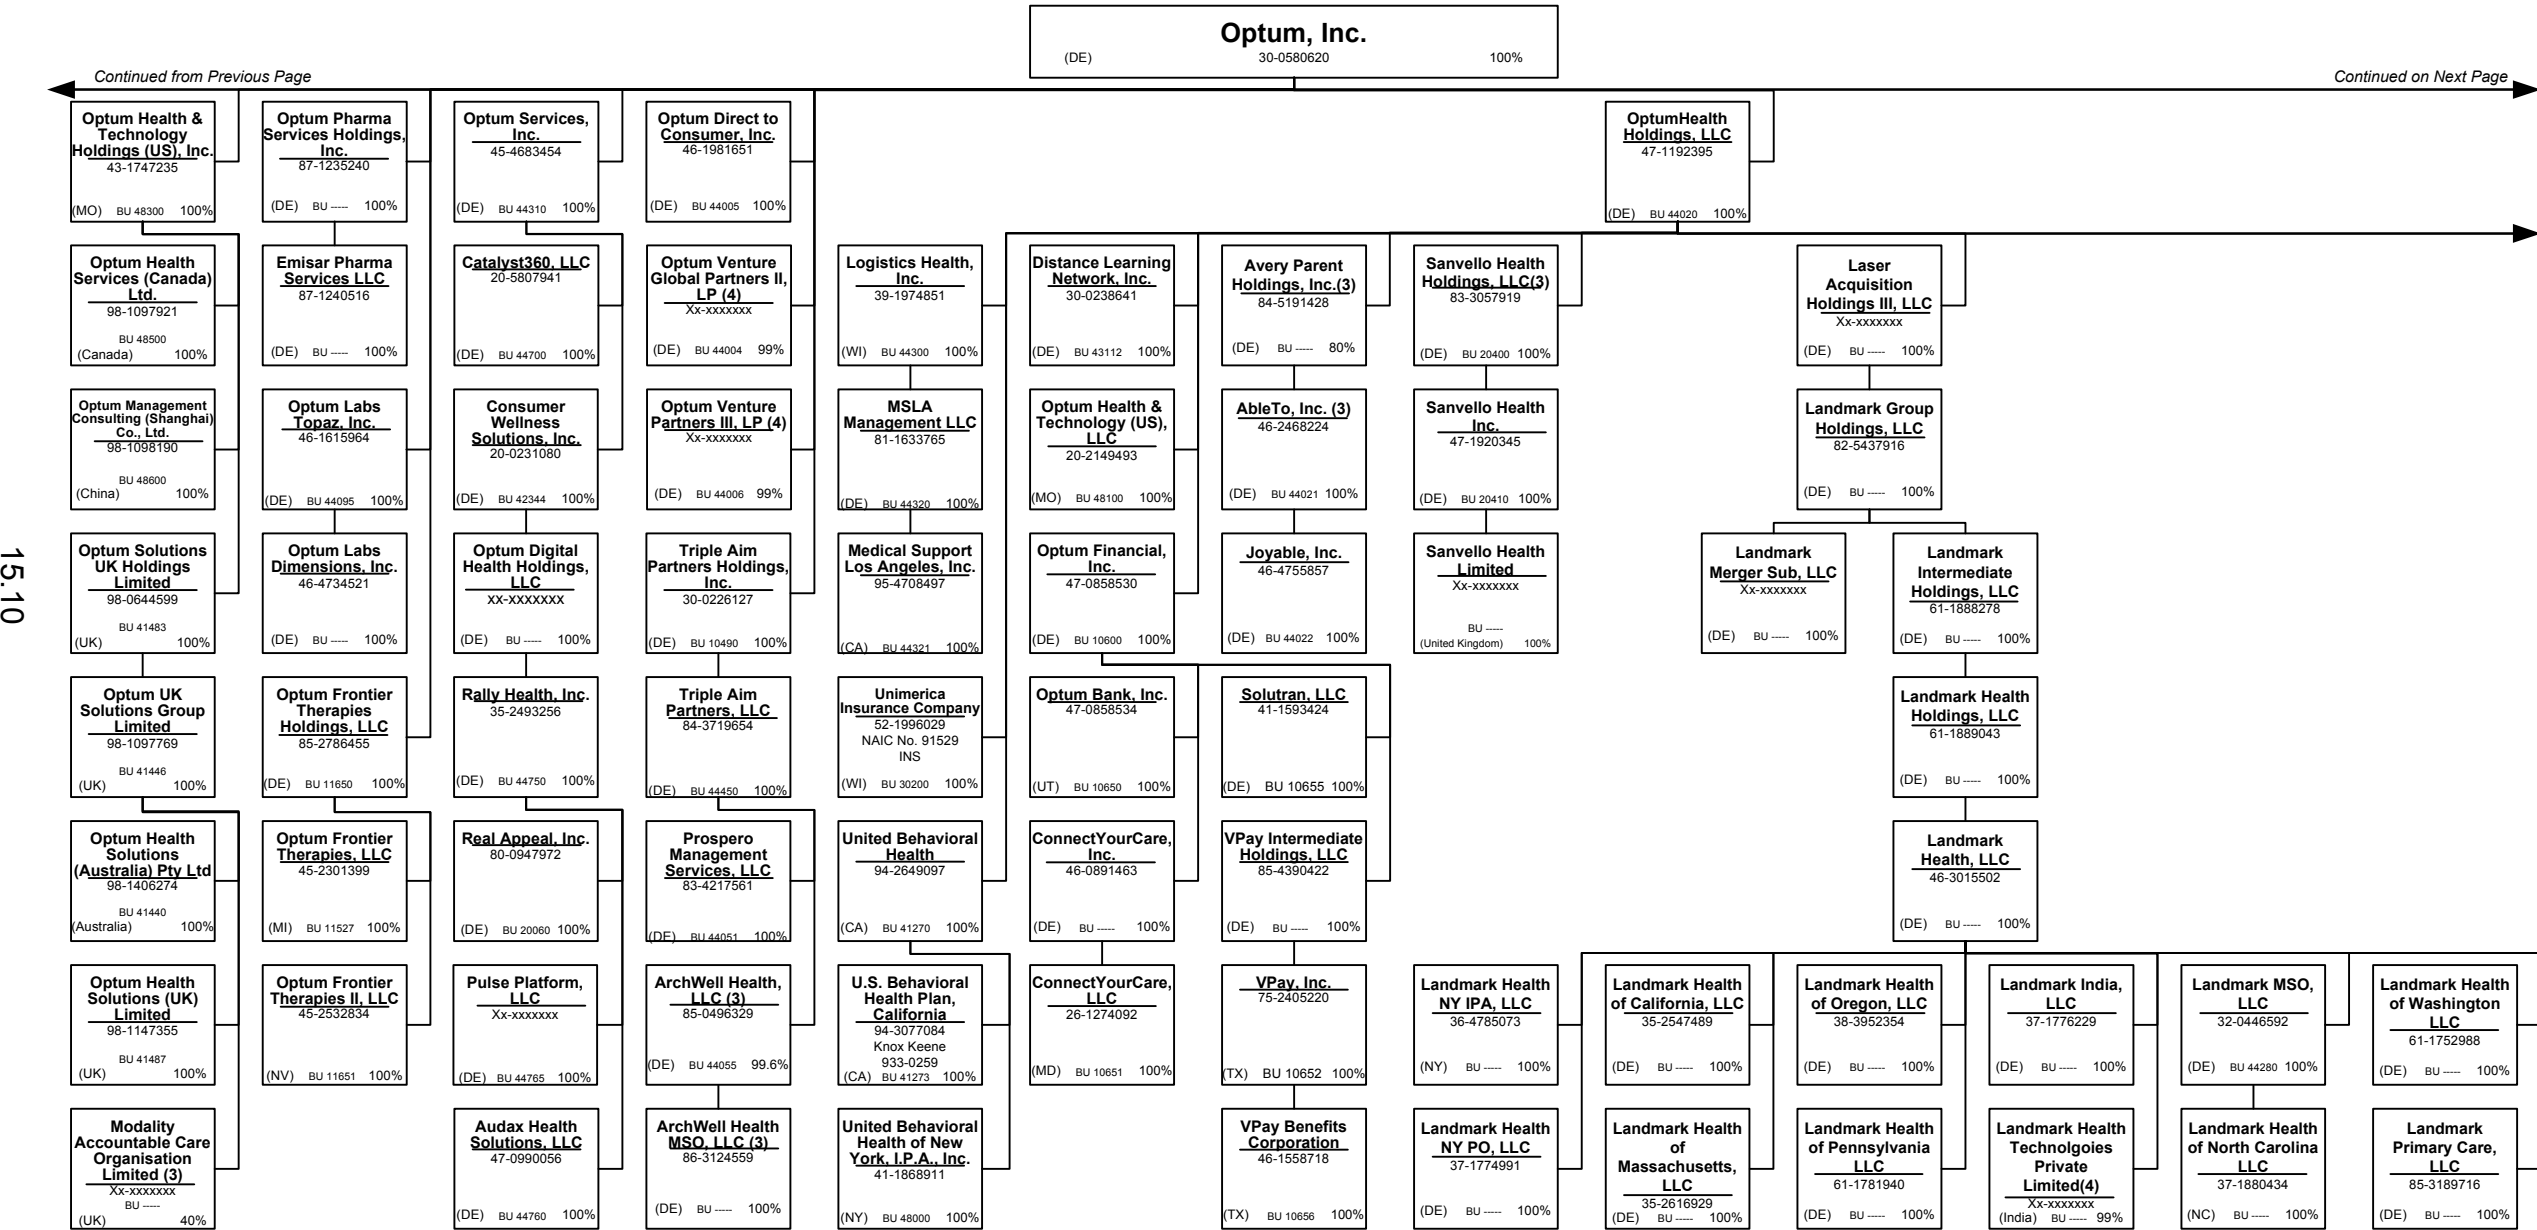 Optum, Inc.
(DE) 30-0580620 100%
Continued from Previous Page
Continued on Next Page
Optum Health &
Technology
Holdings (US), Inc.
43-1747235
(MO) BU 48300 100%
Optum Pharma
Services Holdings,
Inc.
87-1235240
(DE) BU ----- 100%
Optum Services,
Inc.
45-4683454
(DE) BU 44310 100%
Optum Direct to
Consumer, Inc.
46-1981651
(DE) BU 44005 100%
OptumHealth
Holdings, LLC
47-1192395
(DE) BU 44020 100%
Optum Health
Services (Canada)
Ltd.
98-1097921
BU 48500
(Canada) 100%
Emisar Pharma
Services LLC
87-1240516
(DE) BU ----- 100%
Catalyst360, LLC
20-5807941
(DE) BU 44700 100%
Optum Venture
Global Partners II,
LP (4)
Xx-xxxxxxx
(DE) BU 44004 99%
Logistics Health,
Inc.
39-1974851
(WI) BU 44300 100%
Distance Learning
Network, Inc.
30-0238641
(DE) BU 43112 100%
Avery Parent
Holdings, Inc.(3)
84-5191428
(DE) BU ----- 80%
Sanvello Health
Holdings, LLC(3)
83-3057919
(DE) BU 20400 100%
Laser
Acquisition
Holdings III, LLC
Xx-xxxxxxx
(DE) BU ----- 100%
Optum Management
Consulting (Shanghai)
Co., Ltd.
98-1098190
BU 48600
(China) 100%
Optum Labs
Topaz, Inc.
46-1615964
(DE) BU 44095 100%
Consumer
Wellness
Solutions, Inc.
20-0231080
(DE) BU 42344 100%
Optum Venture
Partners III, LP (4)
Xx-xxxxxxx
(DE) BU 44006 99%
MSLA
Management LLC
81-1633765
(DE) BU 44320 100%
Optum Health &
Technology (US),
LLC
20-2149493
(MO) BU 48100 100%
AbleTo, Inc. (3)
46-2468224
(DE) BU 44021 100%
Sanvello Health
Inc.
47-1920345
(DE) BU 20410 100%
Landmark Group
Holdings, LLC
82-5437916
(DE) BU ----- 100%
Optum Solutions
UK Holdings
Limited
98-0644599
BU 41483
(UK) 100%
Optum Labs
Dimensions, Inc.
46-4734521
(DE) BU ----- 100%
Optum Digital
Health Holdings,
LLC
xx-xxxxxxx
(DE) BU ----- 100%
Triple Aim
Partners Holdings,
Inc.
30-0226127
(DE) BU 10490 100%
Medical Support
Los Angeles, Inc.
95-4708497
(CA) BU 44321 100%
Optum Financial,
Inc.
47-0858530
(DE) BU 10600 100%
Joyable, Inc.
46-4755857
(DE) BU 44022 100%
Sanvello Health
Limited
Xx-xxxxxxx
BU -----
(United Kingdom) 100%
Landmark
Merger Sub, LLC
Xx-xxxxxxx
(DE) BU ----- 100%
Landmark
Intermediate
Holdings, LLC
61-1888278
(DE) BU ----- 100%
15.10
Optum UK
Solutions Group
Limited
98-1097769
BU 41446
(UK) 100%
Optum Frontier
Therapies
Holdings, LLC
85-2786455
(DE) BU 11650 100%
Rally Health, Inc.
35-2493256
(DE) BU 44750 100%
Triple Aim
Partners, LLC
84-3719654
(DE) BU 44450 100%
Unimerica
Insurance Company
52-1996029
NAIC No. 91529
INS
(WI) BU 30200 100%
Optum Bank, Inc.
47-0858534
(UT) BU 10650 100%
Solutran, LLC
41-1593424
(DE) BU 10655 100%
Landmark Health
Holdings, LLC
61-1889043
(DE) BU ----- 100%
Optum Health
Solutions
(Australia) Pty Ltd
98-1406274
BU 41440
(Australia) 100%
Optum Frontier
Therapies, LLC
45-2301399
(MI) BU 11527 100%
Real Appeal, Inc.
80-0947972
(DE) BU 20060 100%
Prospero
Management
Services, LLC
83-4217561
(DE) BU 44051 100%
United Behavioral
Health
94-2649097
(CA) BU 41270 100%
ConnectYourCare,
Inc.
46-0891463
(DE) BU ----- 100%
VPay Intermediate
Holdings, LLC
85-4390422
(DE) BU ----- 100%
Landmark
Health, LLC
46-3015502
(DE) BU ----- 100%
Optum Health
Solutions (UK)
Limited
98-1147355
BU 41487
(UK) 100%
Optum Frontier
Therapies II, LLC
45-2532834
(NV) BU 11651 100%
Pulse Platform,
LLC
Xx-xxxxxxx
(DE) BU 44765 100%
ArchWell Health,
LLC (3)
85-0496329
(DE) BU 44055 99.6%
U.S. Behavioral
Health Plan,
California
94-3077084
Knox Keene
933-0259
(CA) BU 41273 100%
ConnectYourCare,
LLC
26-1274092
(MD) BU 10651 100%
VPay, Inc.
75-2405220
(TX) BU 10652 100%
Landmark Health
NY IPA, LLC
36-4785073
(NY) BU ----- 100%
Landmark Health
of California, LLC
35-2547489
(DE) BU ----- 100%
Landmark Health
of Oregon, LLC
38-3952354
(DE) BU ----- 100%
Landmark India,
LLC
37-1776229
(DE) BU ----- 100%
Landmark MSO,
LLC
32-0446592
(DE) BU 44280 100%
Landmark Health
of Washington
LLC
61-1752988
(DE) BU ----- 100%
Modality
Accountable Care
Organisation
Limited (3)
Xx-xxxxxxx
BU -----
(UK) 40%
Audax Health
Solutions, LLC
47-0990056
(DE) BU 44760 100%
ArchWell Health
MSO, LLC (3)
86-3124559
(DE) BU ----- 100%
United Behavioral
Health of New
York, I.P.A., Inc.
41-1868911
(NY) BU 48000 100%
VPay Benefits
Corporation
46-1558718
(TX) BU 10656 100%
Landmark Health
NY PO, LLC
37-1774991
(DE) BU ----- 100%
Landmark Health
of
Massachusetts,
LLC
35-2616929
(DE) BU ----- 100%
Landmark Health
of Pennsylvania
LLC
61-1781940
(DE) BU ----- 100%
Landmark Health
Technolgoies
Private
Limited(4)
Xx-xxxxxxx
(India) BU ----- 99%
Landmark Health
of North Carolina
LLC
37-1880434
(NC) BU ----- 100%
Landmark
Primary Care,
LLC
85-3189716
(DE) BU ----- 100%